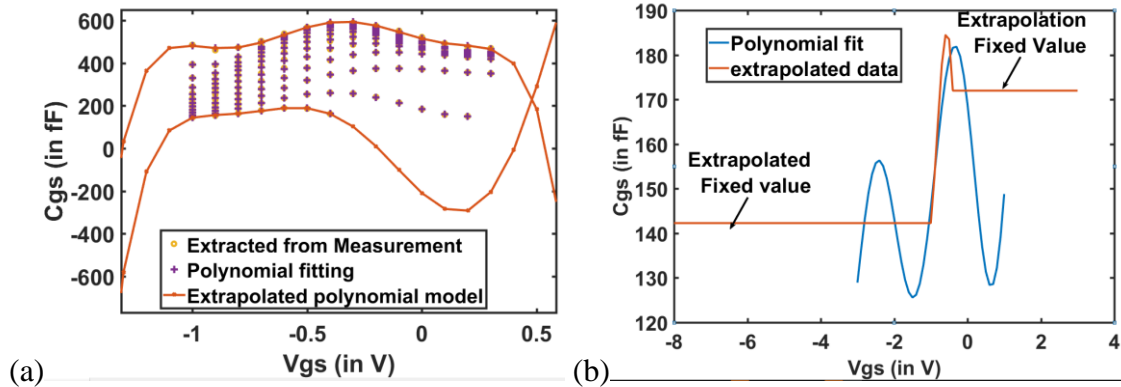 Cgs (in fF)
600
400
200
0
-200
-400
-600
Extracted from Measurement
Polynomial fitting
Extrapolated polynomial model
-1
-0.5
0
0.5
Vgs (in V)
(a)
Cgs (in fF)
190
180
170
160
150
140
130
120
Polynomial fit
extrapolated data
Extrapolation
Fixed Value
Extrapolated
Fixed value
-8
-6
-4
-2
0
2
4
Vgs (in V)
(b)